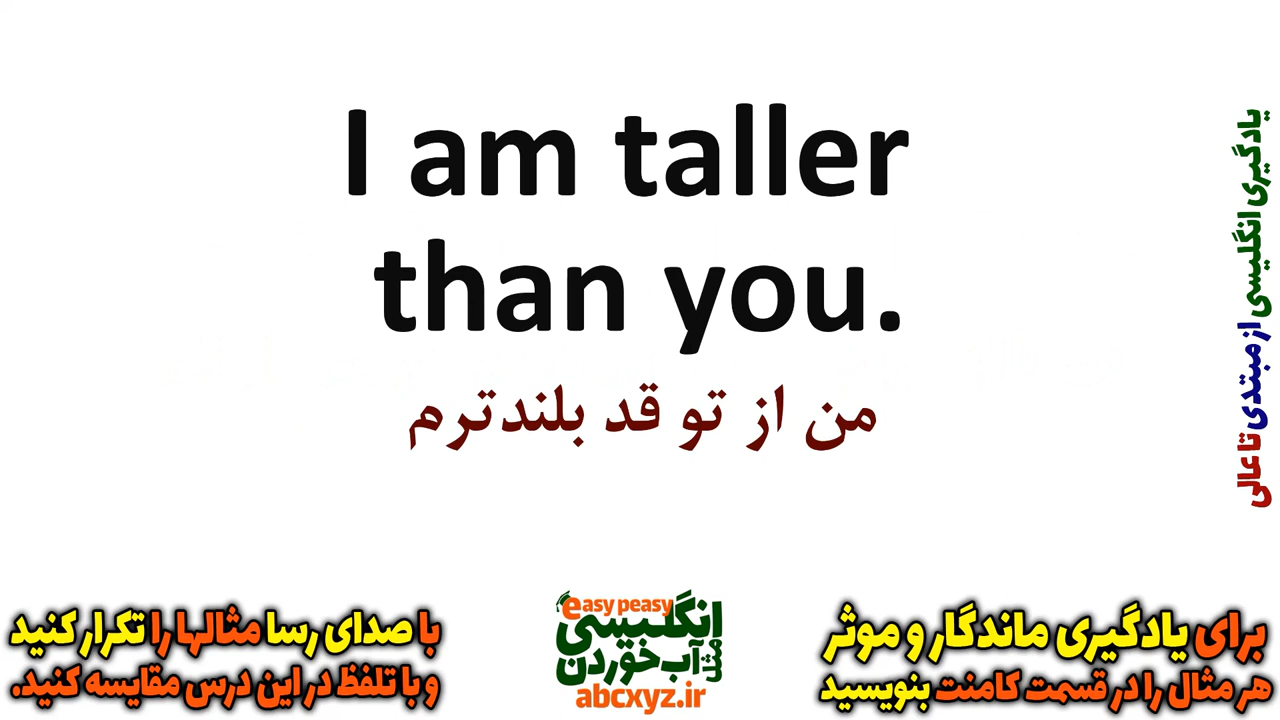 I am taller
than you.
من از تو قد بلندترم
یادگیری انگلیسی از مبتدی تا عالی
با صدای رسا مثالها را تکرار کنید
و با تلفظ در این درس مقایسه کنید.
easy peasy
انگلیسی
مثل آب خوردن
abcxyz.ir
برای یادگیری ماندگار و موثر
هر مثال را در قسمت کامنت بنویسید